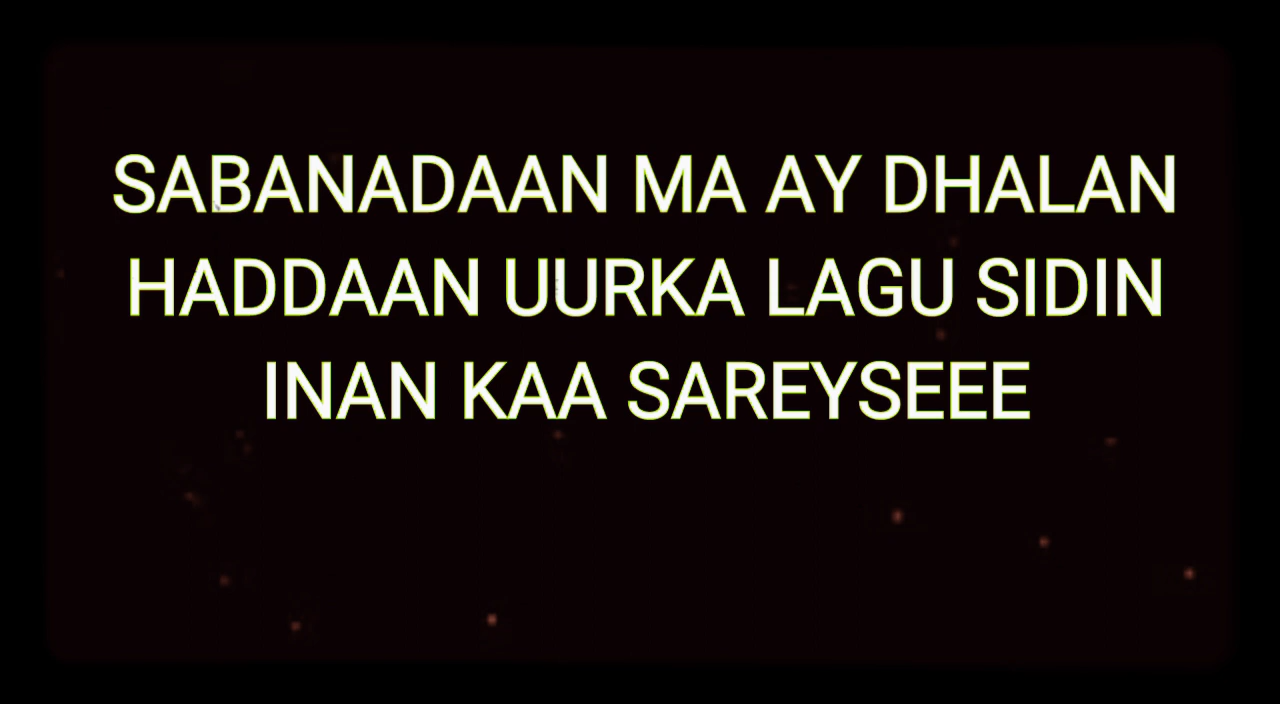 SABANADAAN MA AY DHALAN
HADDAAN UURKA LAGU SIDIN
INAN KAA SAREYSEEE